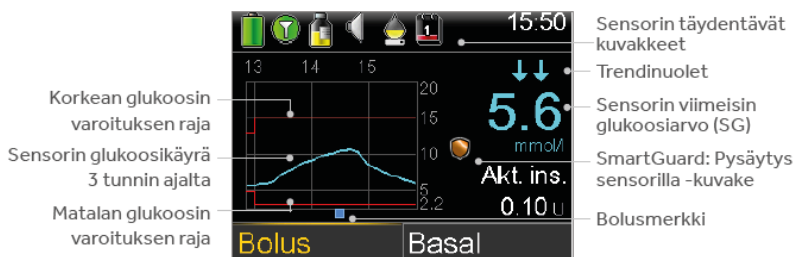 15:50
1
13 14 15
20
15
10
5
2.2
5.6
mmol/l
Akt. ins.
0.10 U
Bolus
Basal
Korkean glukoosin
varoituksen raja
Sensorin glukoosikäyrä
3 tunnin ajalta
Matalan glukoosin
varoituksen raja
Sensorin täydentävät
kuvakkeet
Trendinuolet
Sensorin viimeisin
glukoosiarvo (SG)
SmartGuard: Pysäytys
sensorilla -kuvake
Bolusmerkki